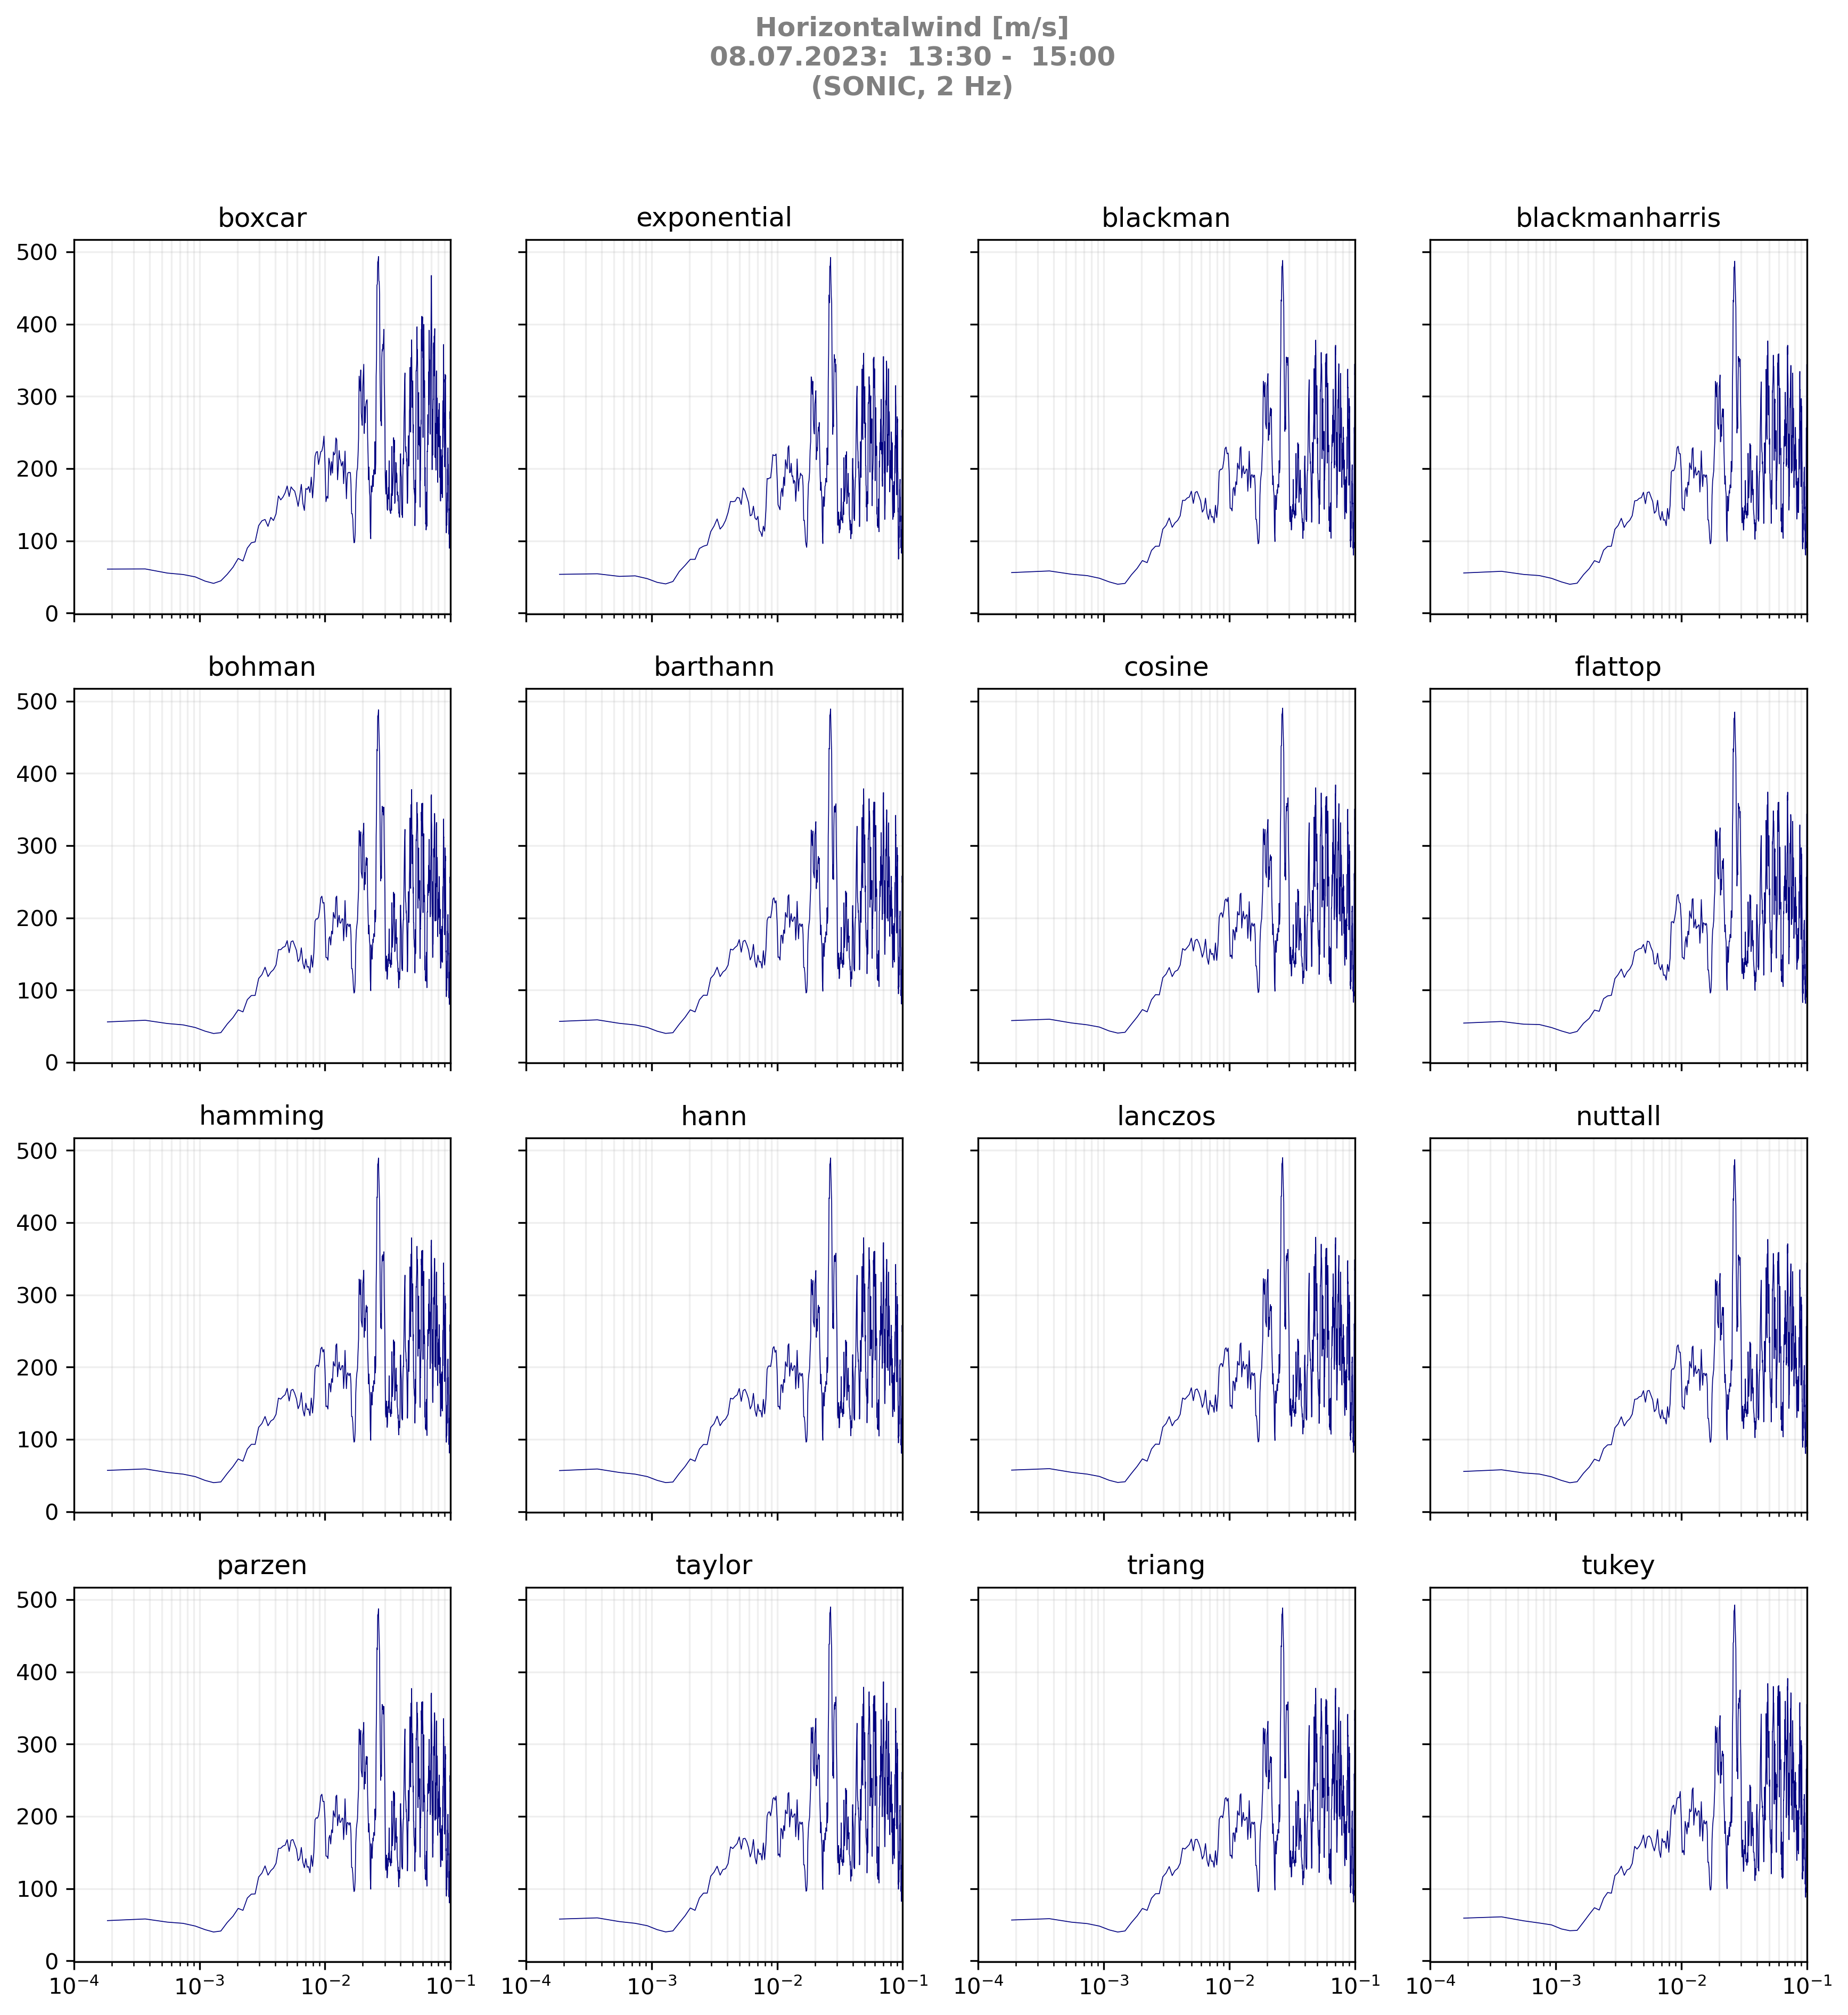 Horizontalwind [m/s]
08.07.2023:  13:30 -  15:00
(SONIC, 2 Hz)
boxcar
exponential
blackman
blackmanharris
500
400
300
200
100
0
bohman
barthann
cosine
flattop
500
400
300
200
100
0
hamming
hann
lanczos
nuttall
500
400
300
200
100
0
parzen
taylor
triang
tukey
500
400
300
200
100
0
10⁻⁴ 10⁻³ 10⁻² 10⁻¹
10⁻⁴ 10⁻³ 10⁻² 10⁻¹
10⁻⁴ 10⁻³ 10⁻² 10⁻¹
10⁻⁴ 10⁻³ 10⁻² 10⁻¹